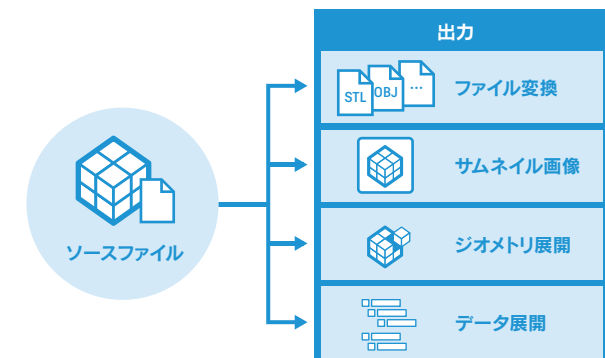 出力
STL
OBJ
...
ファイル変換
サムネイル画像
ソースファイル
ジオメトリ展開
データ展開